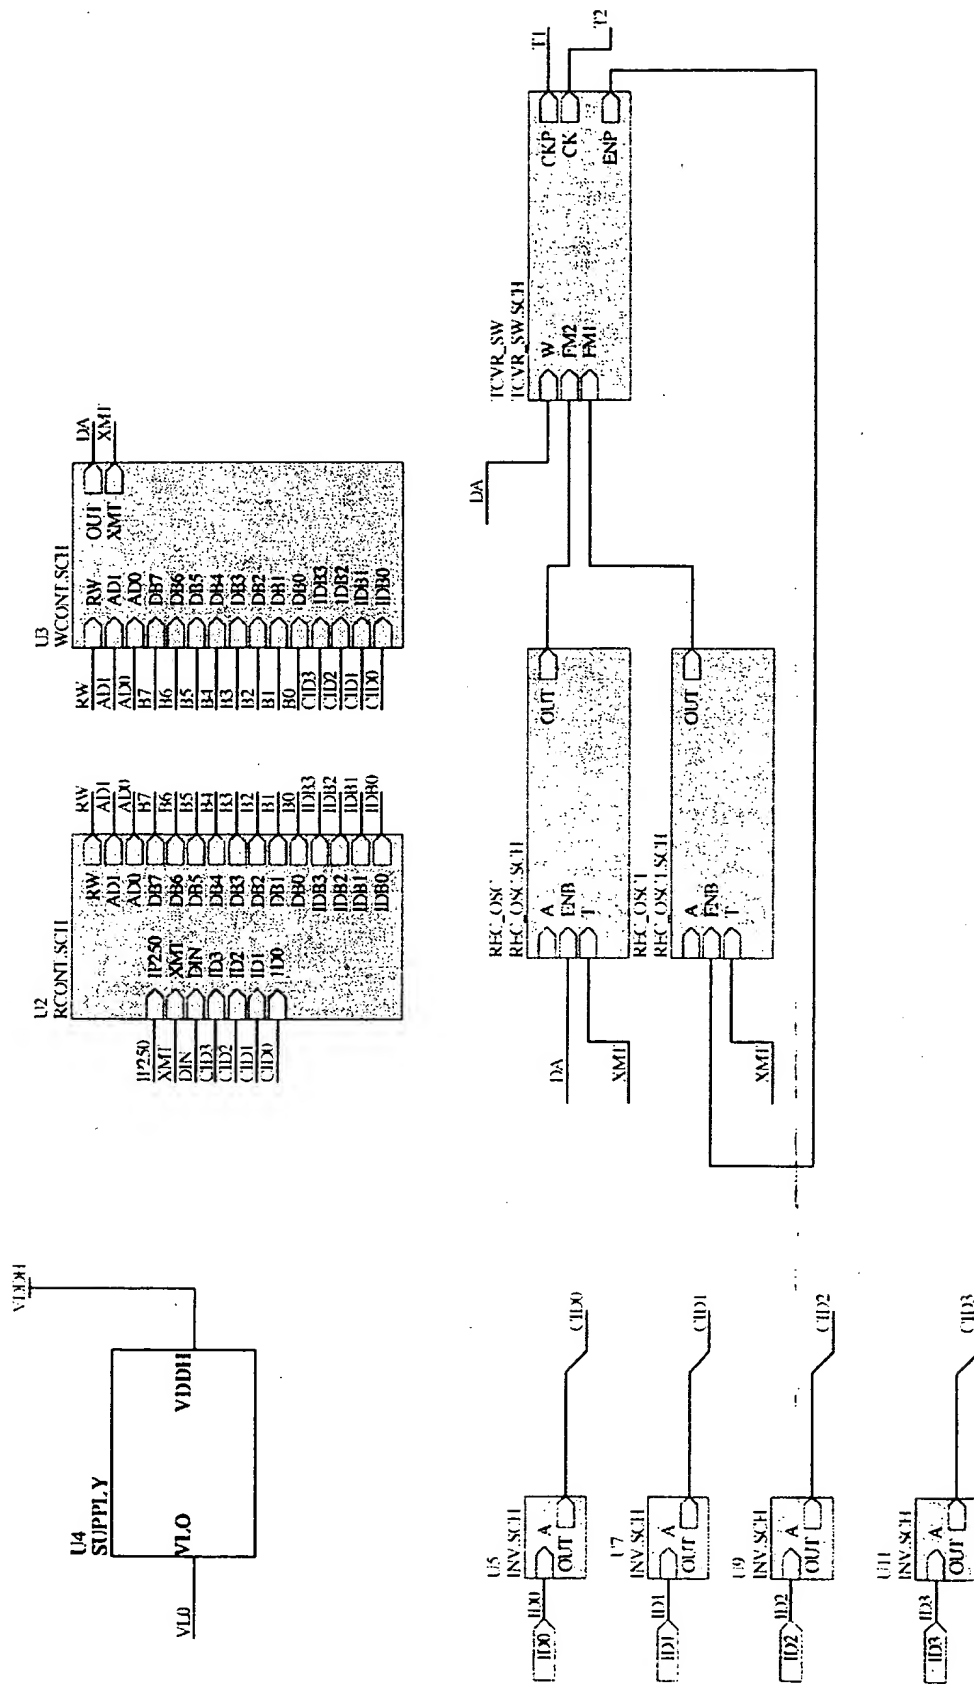 U4
SUPPLY
VL0
VLO
VDDH
VDDH
U2
RCONT.SCH
IP250
XMT
DIN
CID3
CID2
CID1
CID0
IP250
XMT
DIN
ID3
ID2
ID1
ID0
RW
AD1
AD0
DB7
DB6
DB5
DB4
DB3
DB2
DB1
DB0
IDB3
IDB2
IDB1
IDB0
RW
AD1
AD0
B7
B6
B5
B4
B3
B2
B1
B0
IDB3
IDB2
IDB1
IDB0
U3
WCONT.SCH
RW
AD1
AD0
B7
B6
B5
B4
B3
B2
B1
B0
CID3
CID2
CID1
CID0
RW
AD1
AD0
DB7
DB6
DB5
DB4
DB3
DB2
DB1
DB0
IDB3
IDB2
IDB1
IDB0
OUT
XMT
DA
XMT
U5
INV.SCH
ID0
ID0
A
OUT
CID0
U7
INV.SCH
ID1
ID1
A
OUT
CID1
U9
INV.SCH
ID2
ID2
A
OUT
CID2
U11
INV.SCH
ID3
ID3
A
OUT
CID3
REC_OSC
REC_OSC.SCH
DA
XMT
A
ENB
T
OUT
REC_OSC1
REC_OSC1.SCH
XMT
A
ENB
T
OUT
TCVR_SW
TCVR_SW.SCH
DA
W
FM2
FM1
CKP
CK
ENP
T1
T2